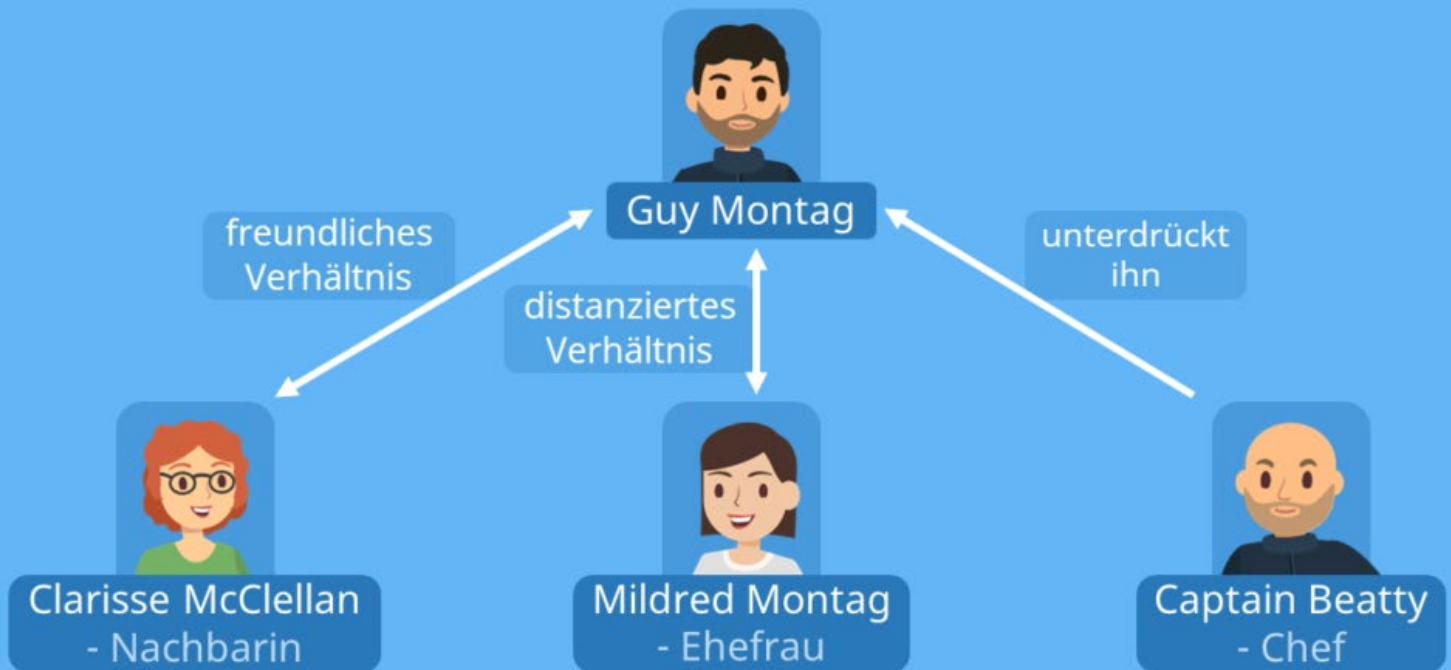 Guy Montag
freundliches
Verhältnis
unterdrückt
ihn
distanziertes
Verhältnis
Clarisse McClellan
- Nachbarin
Mildred Montag
- Ehefrau
Captain Beatty
- Chef